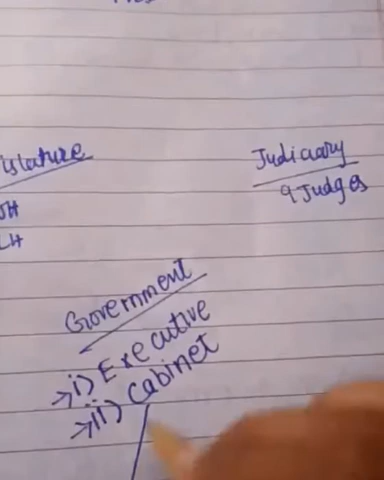 islature
Judiciary
UH
9 Judges
LH
Government
→i) Executive
→ii) Cabinet